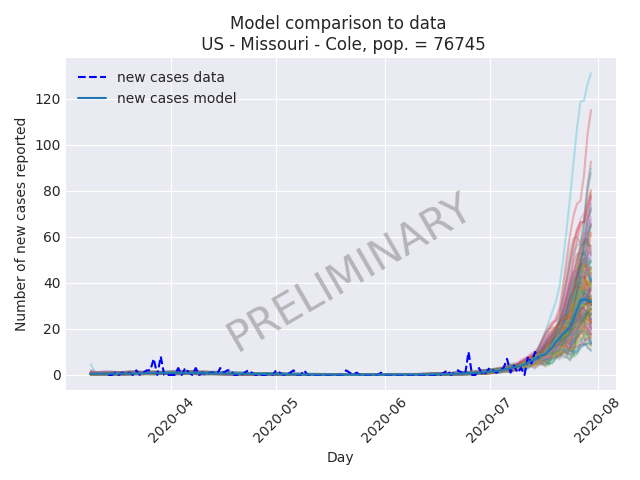 Model comparison to data
US - Missouri - Cole, pop. = 76745
new cases data
new cases model
Number of new cases reported
120
100
80
60
40
20
0
PRELIMINARY
2020-04
2020-05
2020-06
2020-07
2020-08
Day